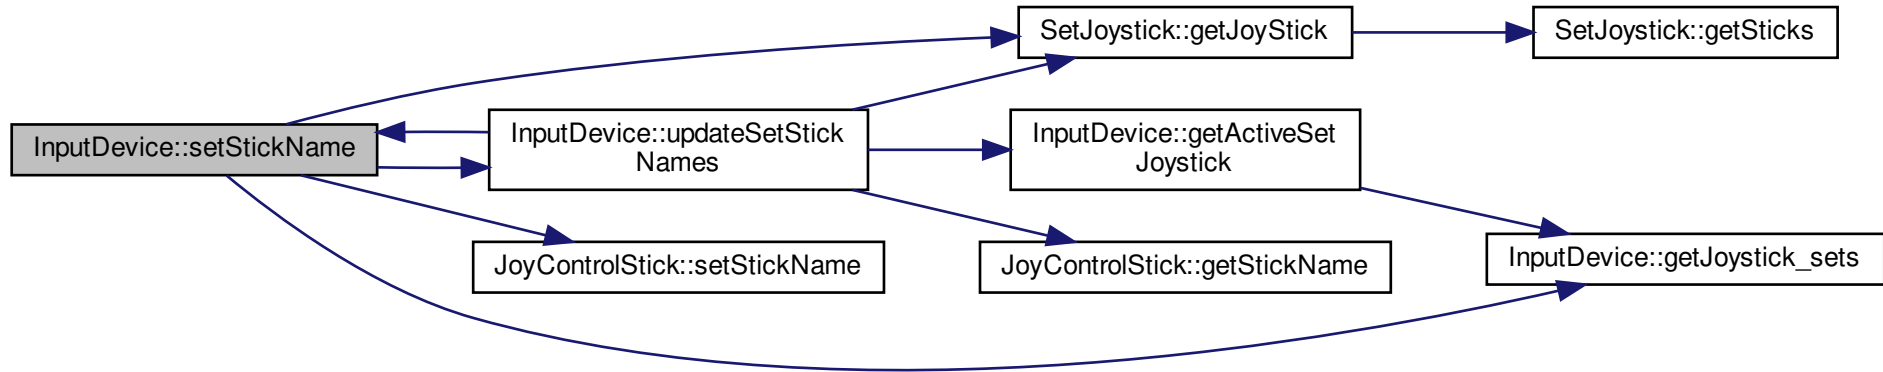 SetJoystick::getJoyStick
SetJoystick::getSticks
InputDevice::setStickName
InputDevice::updateSetStick
Names
InputDevice::getActiveSet
Joystick
JoyControlStick::setStickName
JoyControlStick::getStickName
InputDevice::getJoystick_sets